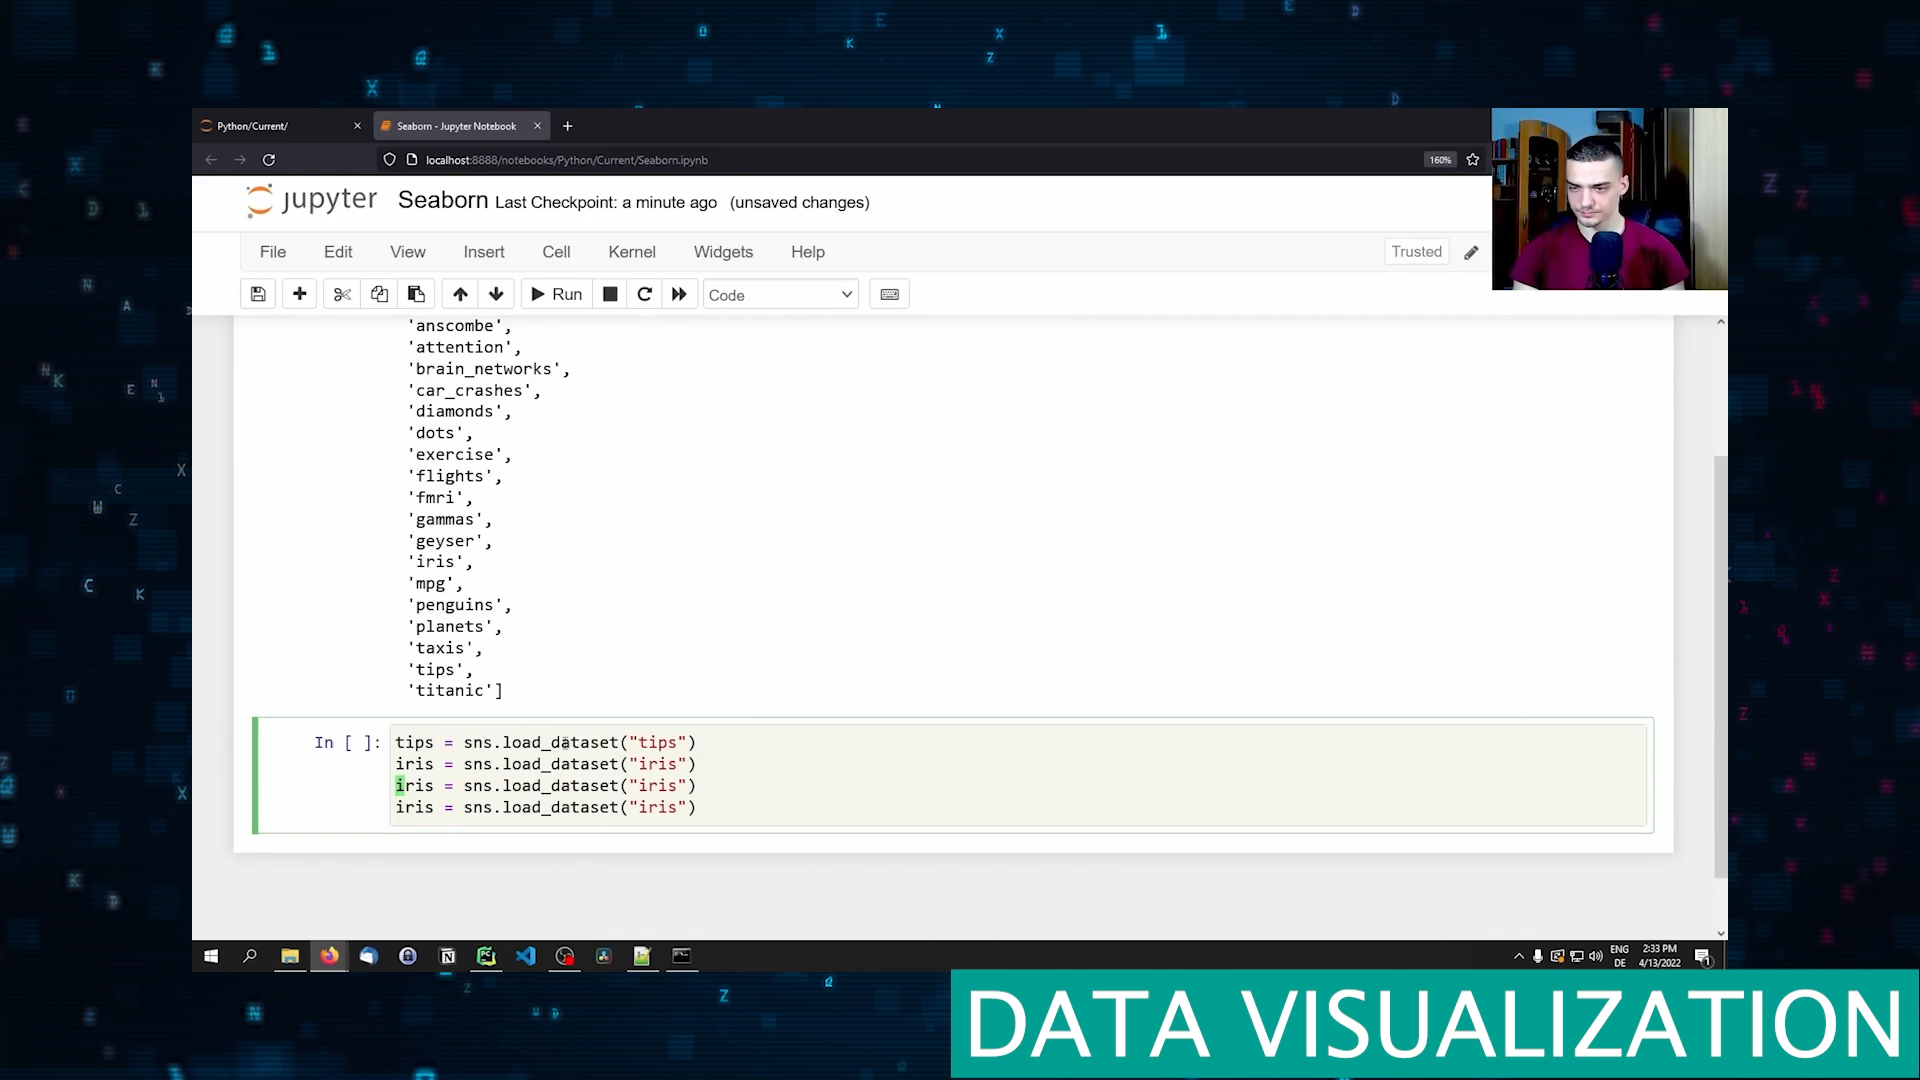 Python/Current/
Seaborn - Jupyter Notebook
localhost:8888/notebooks/Python/Current/Seaborn.ipynb
160%
jupyter Seaborn Last Checkpoint: a minute ago (unsaved changes)
File Edit View Insert Cell Kernel Widgets Help
Trusted
Run
Code
'anscombe',
'attention',
'brain_networks',
'car_crashes',
'diamonds',
'dots',
'exercise',
'flights',
'fmri',
'gammas',
'geyser',
'iris',
'mpg',
'penguins',
'planets',
'taxis',
'tips',
'titanic']
In [ ]: tips = sns.load_dataset("tips")
iris = sns.load_dataset("iris")
iris = sns.load_dataset("iris")
iris = sns.load_dataset("iris")
ENG
DE
2:33 PM
4/13/2022
DATA VISUALIZATION